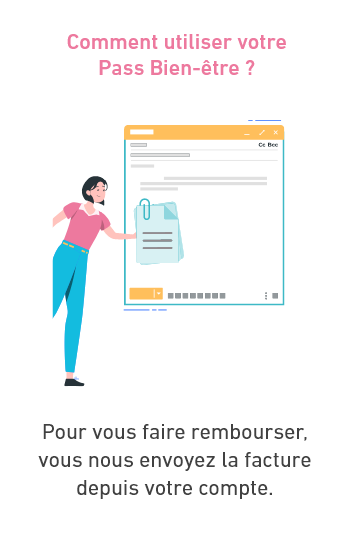 Comment utiliser votre
Pass Bien-être ?
Cc Bcc
Pour vous faire rembourser,
vous nous envoyez la facture
depuis votre compte.